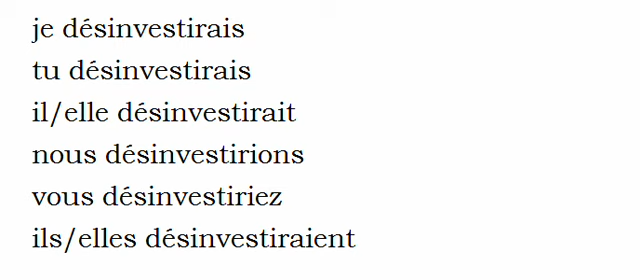 je désinvestirais
tu désinvestirais
il/elle désinvestirait
nous désinvestirions
vous désinvestiriez
ils/elles désinvestiraient